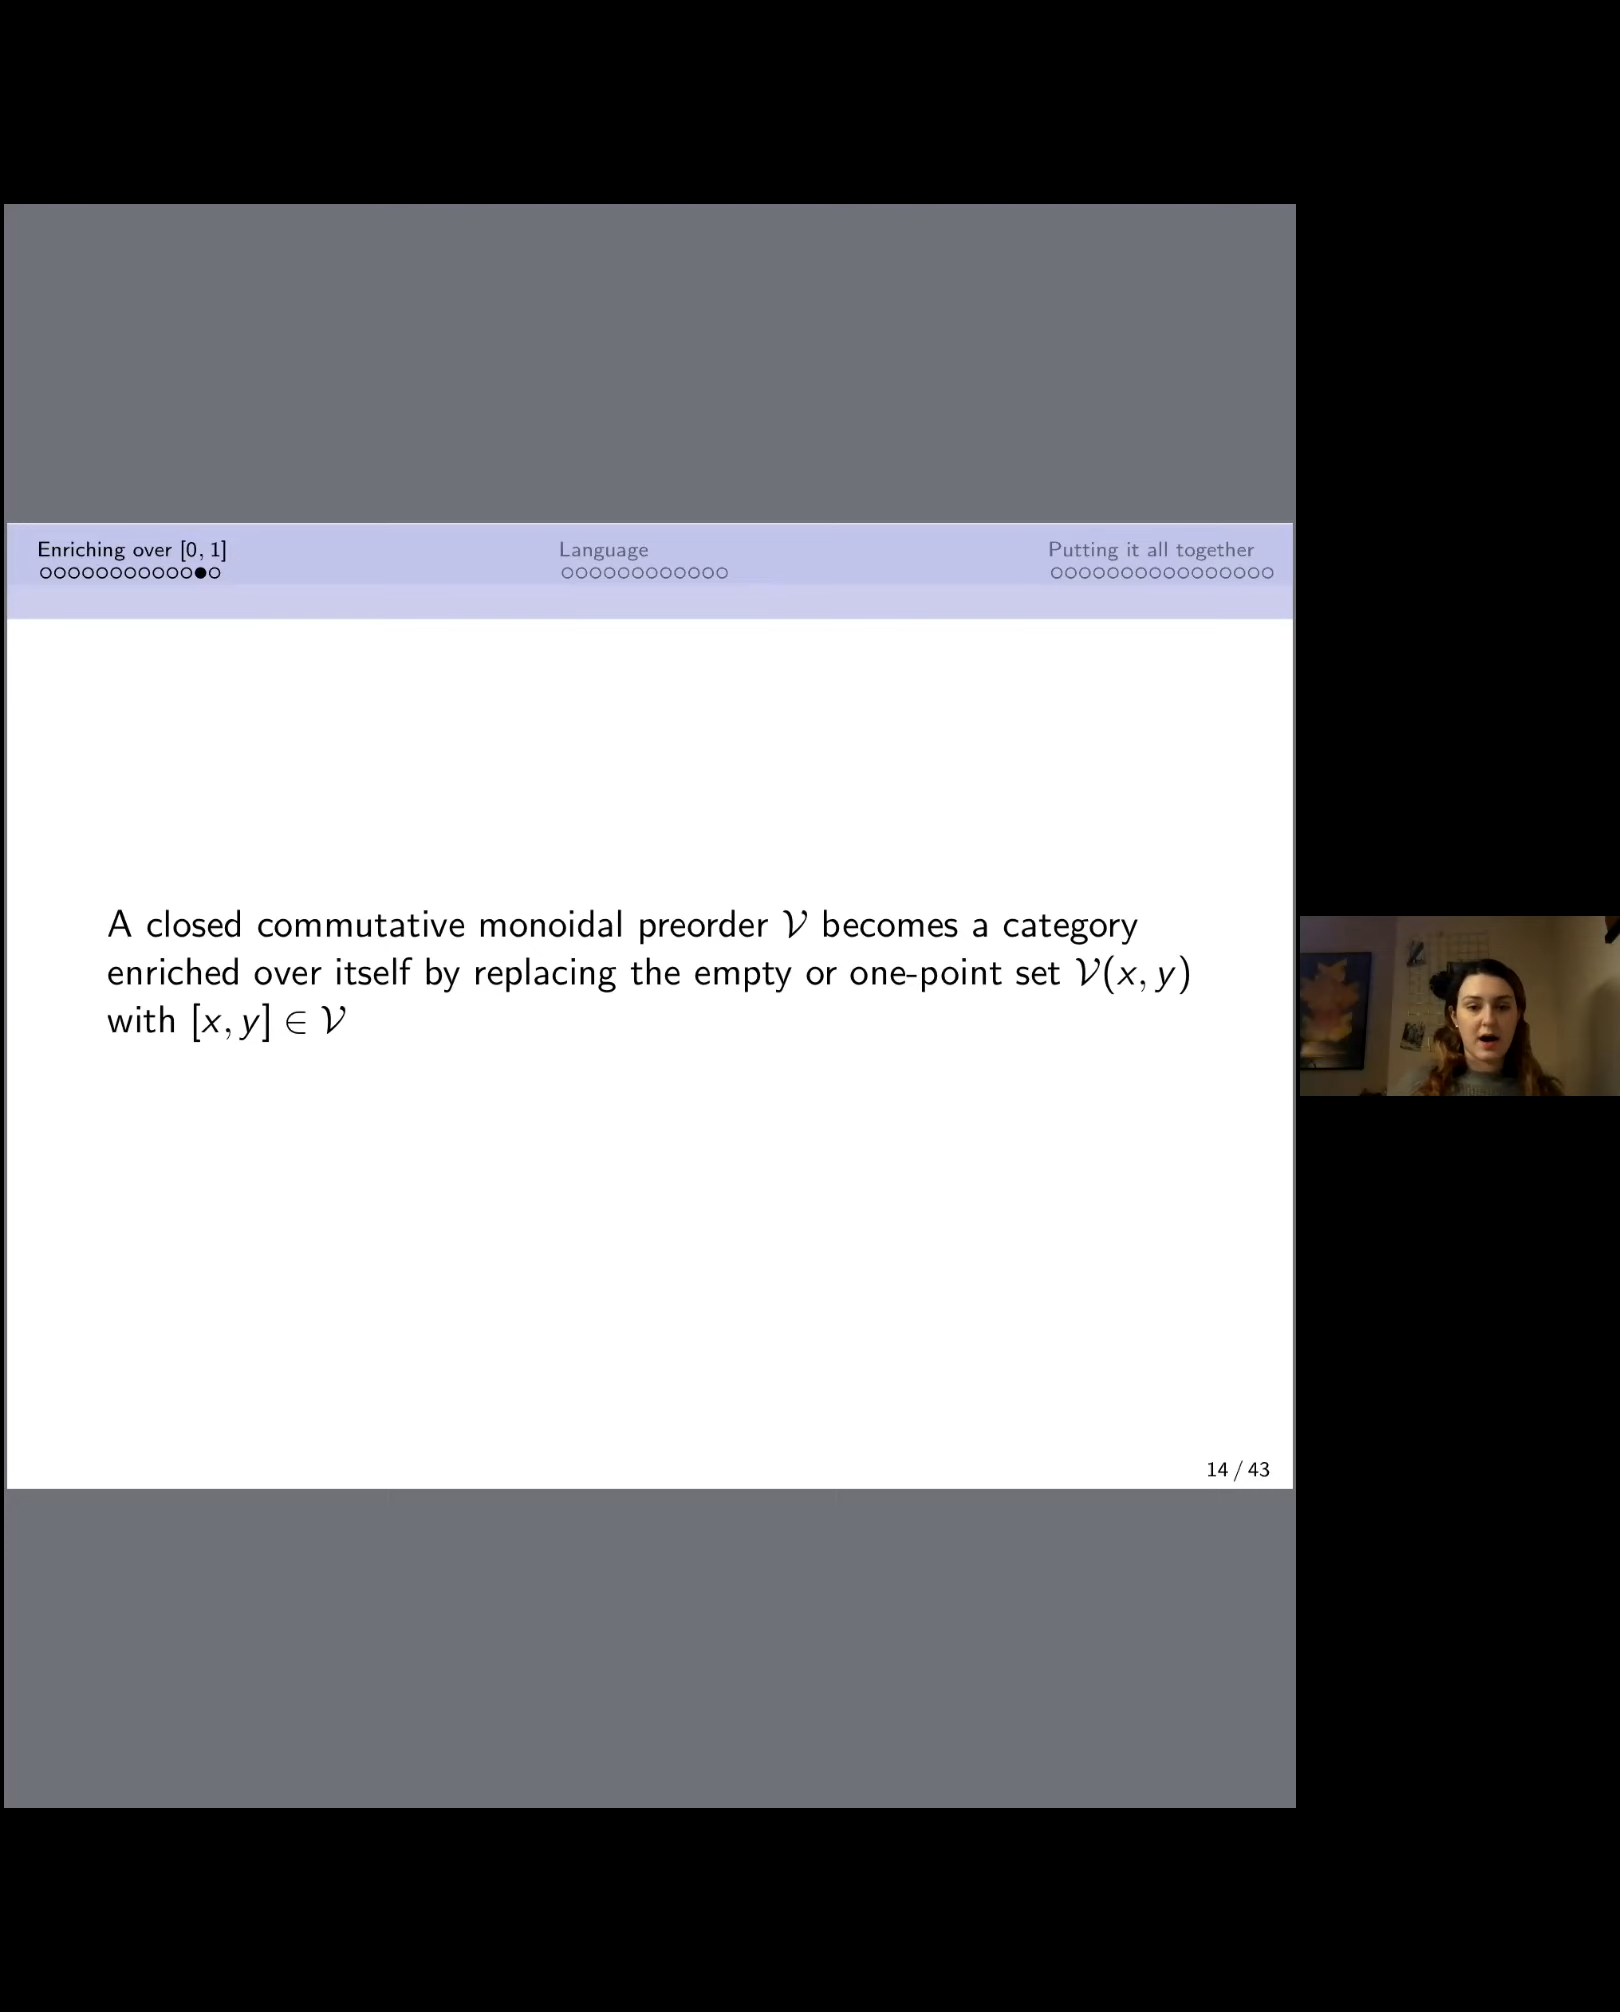 Enriching over [0, 1]
Language
Putting it all together
A closed commutative monoidal preorder 𝒱 becomes a category
enriched over itself by replacing the empty or one-point set 𝒱(x, y)
with [x, y] ∈ 𝒱
14 / 43